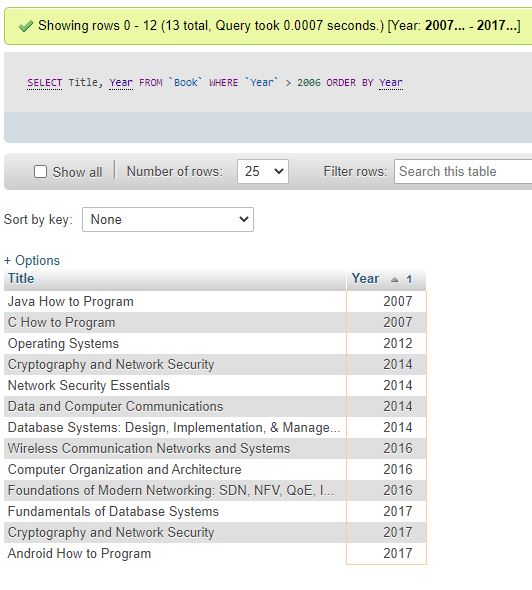 Showing rows 0 - 12 (13 total, Query took 0.0007 seconds.) [Year: 2007... - 2017...]
SELECT Title, Year FROM `Book` WHERE `Year` > 2006 ORDER BY Year
Show all Number of rows: 25 Filter rows: Search this table
Sort by key: None
+ Options
Title Year 1
Java How to Program 2007
C How to Program 2007
Operating Systems 2012
Cryptography and Network Security 2014
Network Security Essentials 2014
Data and Computer Communications 2014
Database Systems: Design, Implementation, & Manage... 2014
Wireless Communication Networks and Systems 2016
Computer Organization and Architecture 2016
Foundations of Modern Networking: SDN, NFV, QoE, I... 2016
Fundamentals of Database Systems 2017
Cryptography and Network Security 2017
Android How to Program 2017